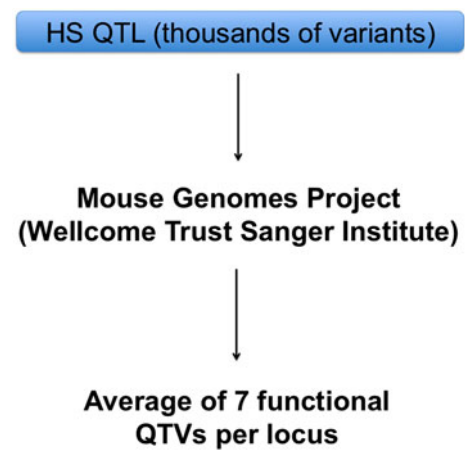 HS QTL (thousands of variants)
Mouse Genomes Project
(Wellcome Trust Sanger Institute)
Average of 7 functional
QTVs per locus